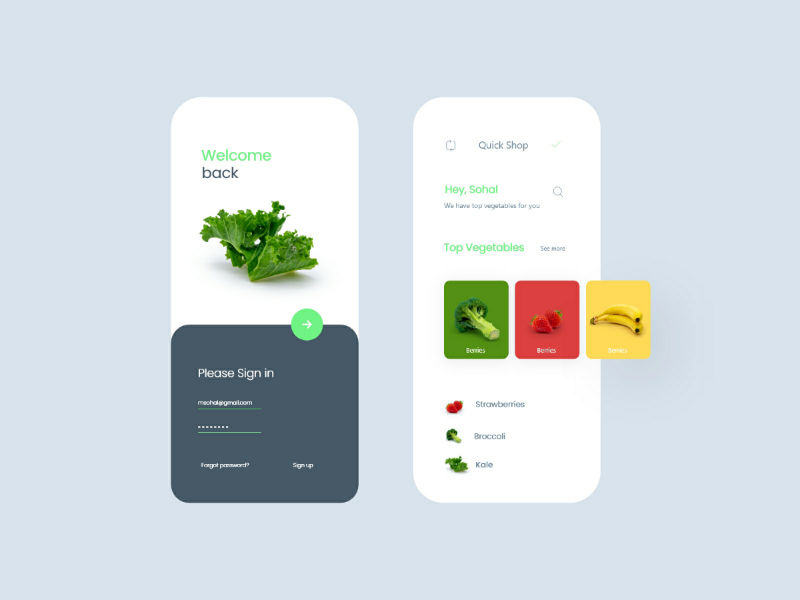 Welcome
back
Please Sign in
msohal@gmail.com
Forgot password?
Sign up
Quick Shop
Hey, Sohal
We have top vegetables for you
Top Vegetables
See more
Berries
Berries
Berries
Strawberries
Broccoli
Kale